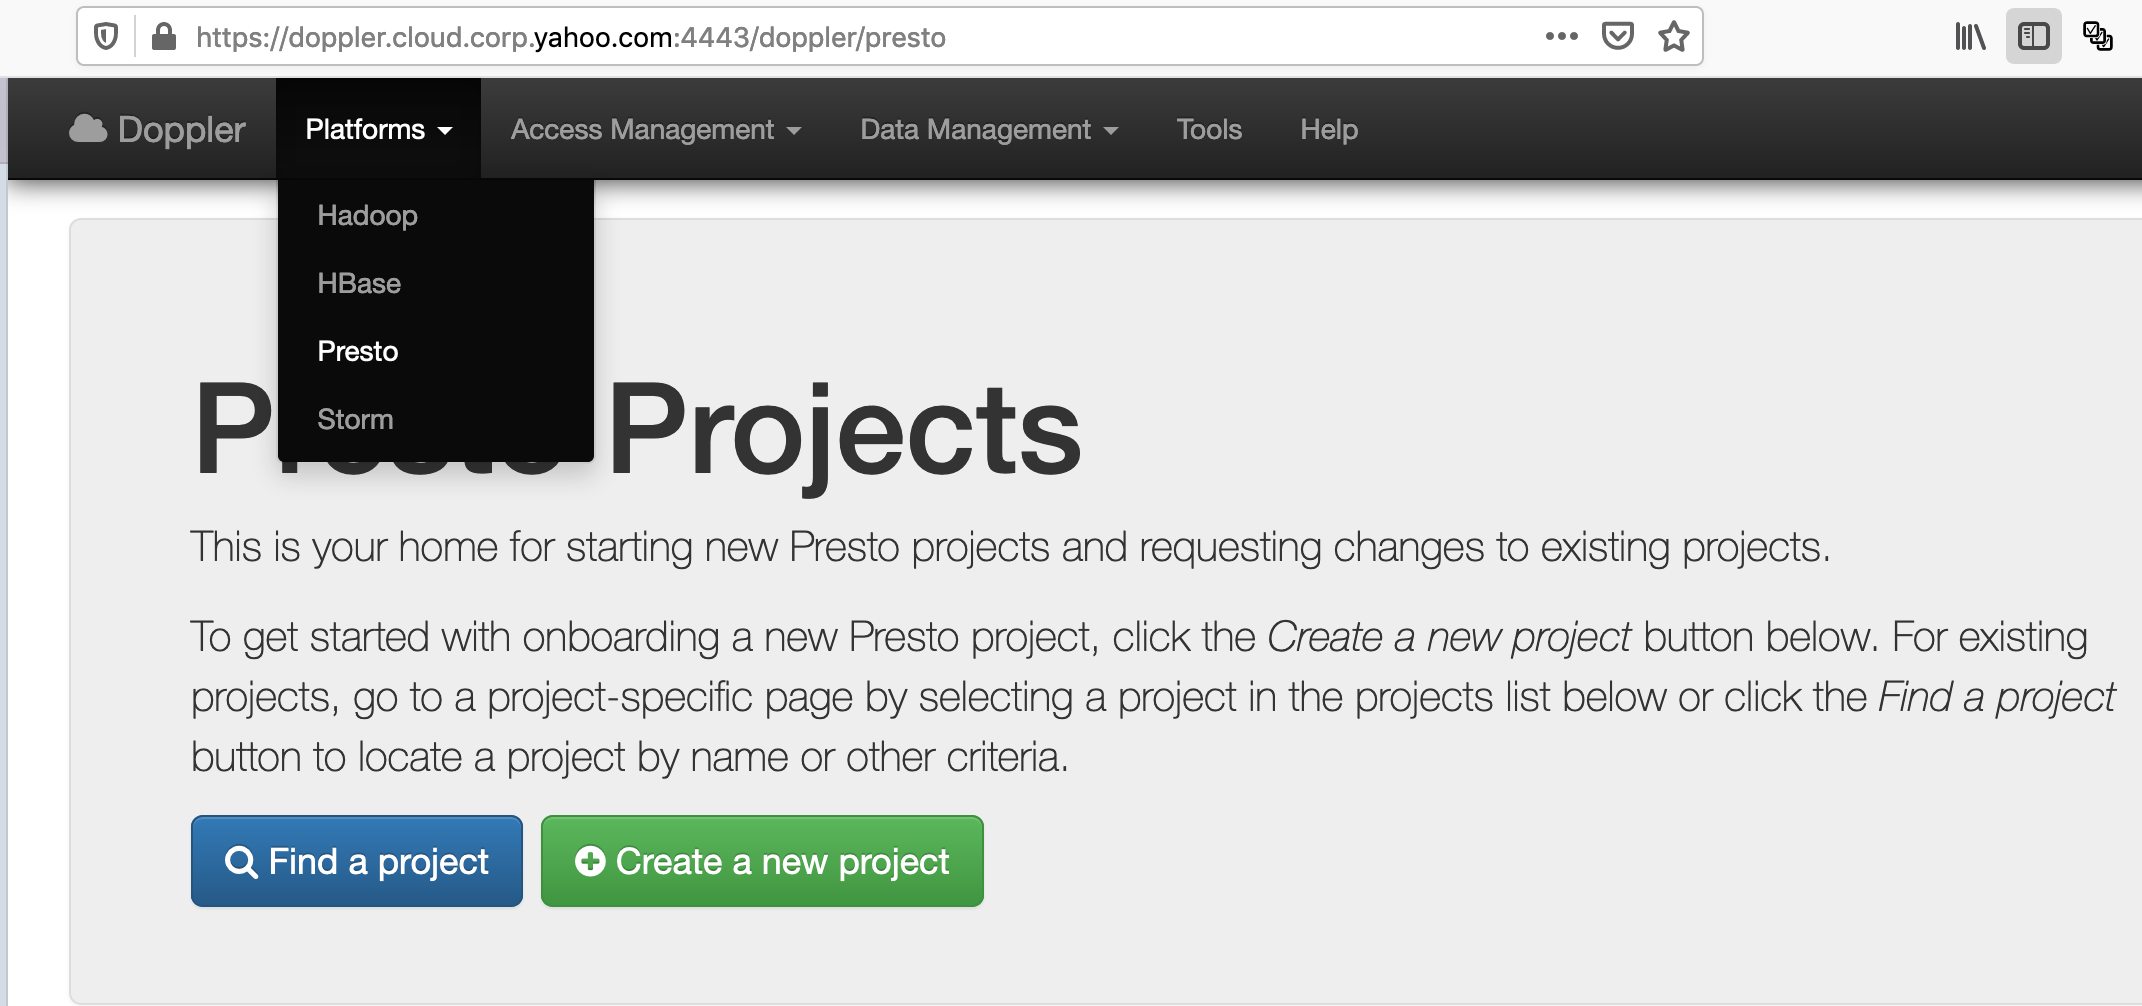 https://doppler.cloud.corp.yahoo.com:4443/doppler/presto
Doppler Platforms Access Management Data Management Tools Help
Hadoop
HBase
Presto
Storm
Presto Projects
This is your home for starting new Presto projects and requesting changes to existing projects.
To get started with onboarding a new Presto project, click the Create a new project button below. For existing
projects, go to a project-specific page by selecting a project in the projects list below or click the Find a project
button to locate a project by name or other criteria.
Find a project Create a new project